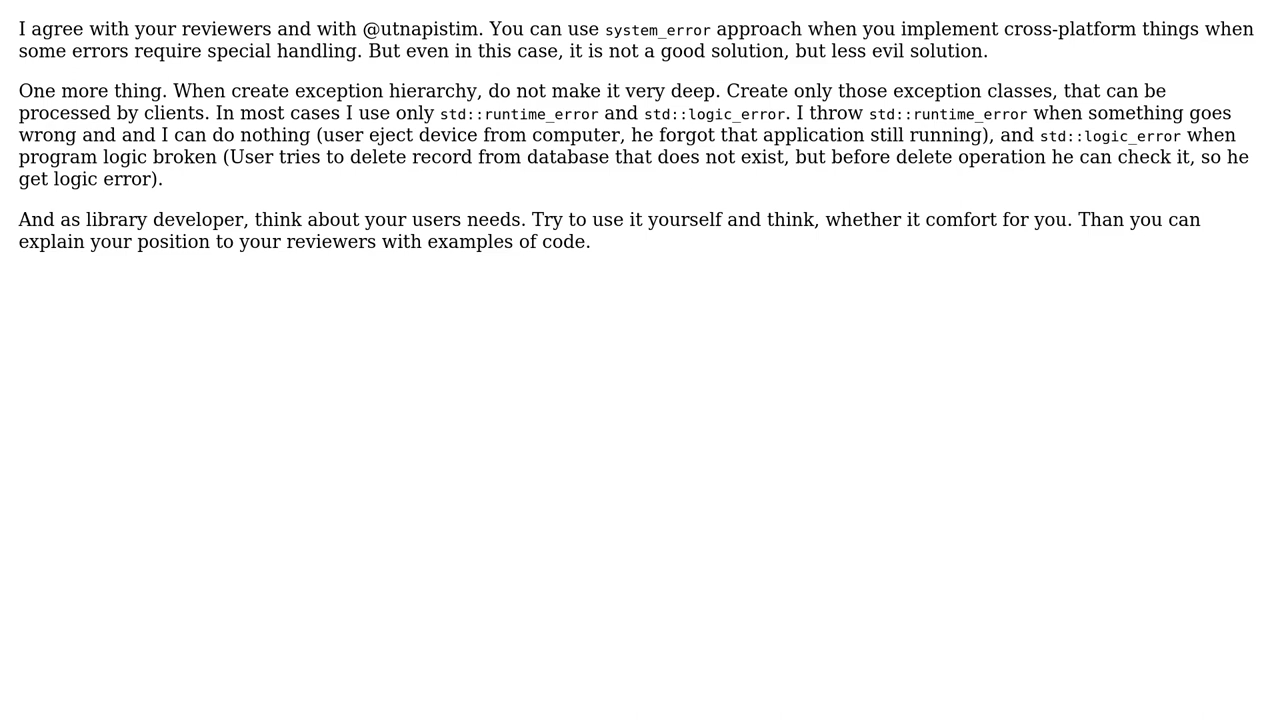 I agree with your reviewers and with @utnapistim. You can use system_error approach when you implement cross-platform things when
some errors require special handling. But even in this case, it is not a good solution, but less evil solution.
One more thing. When create exception hierarchy, do not make it very deep. Create only those exception classes, that can be
processed by clients. In most cases I use only std::runtime_error and std::logic_error. I throw std::runtime_error when something goes
wrong and and I can do nothing (user eject device from computer, he forgot that application still running), and std::logic_error when
program logic broken (User tries to delete record from database that does not exist, but before delete operation he can check it, so he
get logic error).
And as library developer, think about your users needs. Try to use it yourself and think, whether it comfort for you. Than you can
explain your position to your reviewers with examples of code.